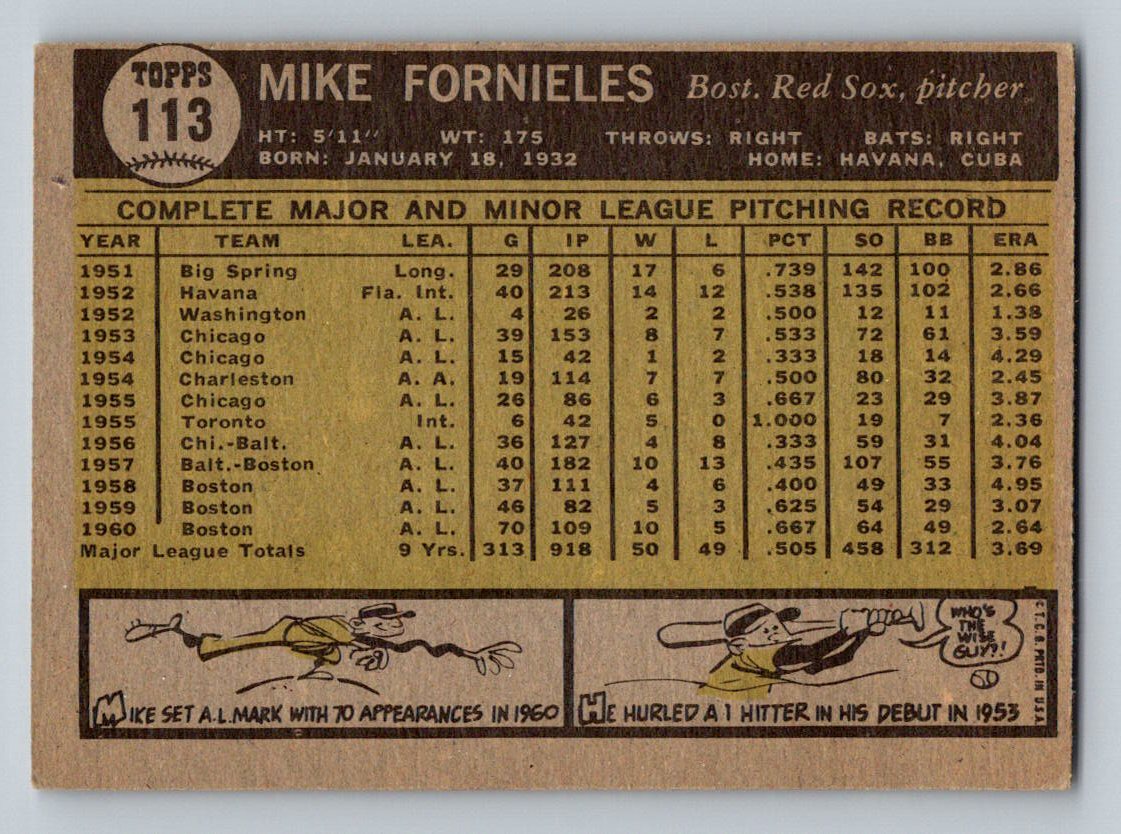 TOPPS
113
MIKE FORNIELES Bost. Red Sox, pitcher
HT: 5'11" WT: 175 THROWS: RIGHT BATS: RIGHT
BORN: JANUARY 18, 1932 HOME: HAVANA, CUBA
COMPLETE MAJOR AND MINOR LEAGUE PITCHING RECORD
YEAR TEAM LEA. G IP W L PCT SO BB ERA
1951 Big Spring Long. 29 208 17 6 .739 142 100 2.86
1952 Havana Fla. Int. 40 213 14 12 .538 135 102 2.66
1952 Washington A. L. 4 26 2 2 .500 12 11 1.38
1953 Chicago A. L. 39 153 8 7 .533 72 61 3.59
1954 Chicago A. L. 15 42 1 2 .333 18 14 4.29
1954 Charleston A. A. 19 114 7 7 .500 80 32 2.45
1955 Chicago A. L. 26 86 6 3 .667 23 29 3.87
1955 Toronto Int. 6 42 5 0 1.000 19 7 2.36
1956 Chi.-Balt. A. L. 36 127 4 8 .333 59 31 4.04
1957 Balt.-Boston A. L. 40 182 10 13 .435 107 55 3.76
1958 Boston A. L. 37 111 4 6 .400 49 33 4.95
1959 Boston A. L. 46 82 5 3 .625 54 29 3.07
1960 Boston A. L. 70 109 10 5 .667 64 49 2.64
Major League Totals 9 Yrs. 313 918 50 49 .505 458 312 3.69
MIKE SET A.L. MARK WITH 70 APPEARANCES IN 1960
WHO'S
THE
WISE
GUY?!
HE HURLED A 1 HITTER IN HIS DEBUT IN 1953
© T.C.G. PRTD. IN U.S.A.